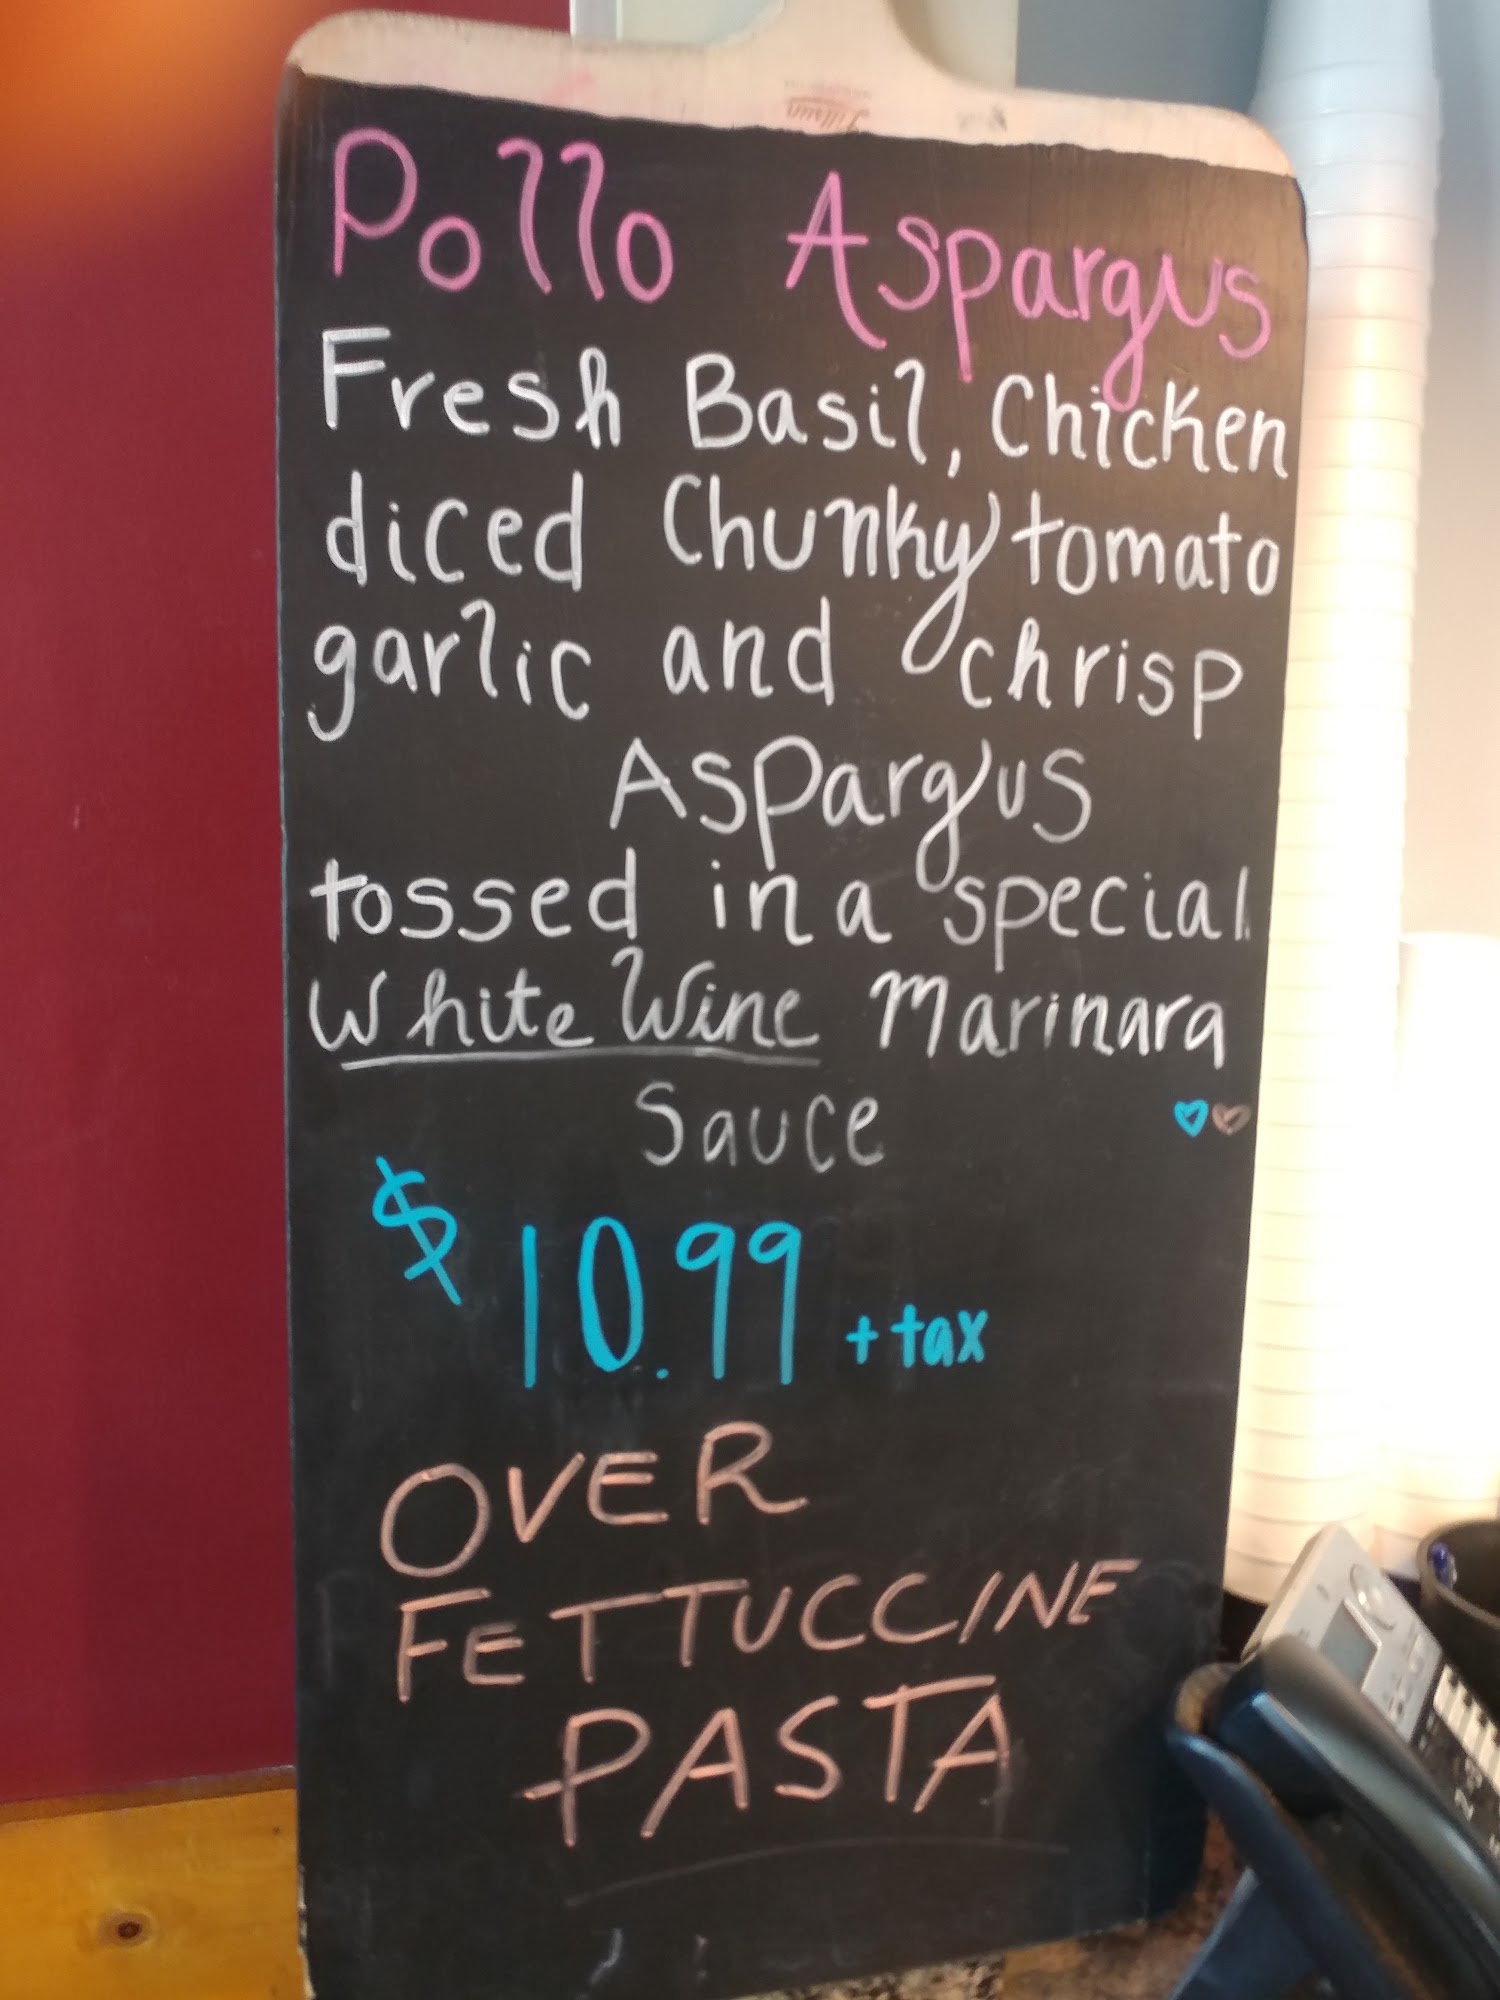 Pollo Aspargus
Fresh Basil, Chicken
diced Chunky tomato
garlic and chrisp
Aspargus
tossed in a special
White Wine Marinara
Sauce
$10.99 + tax
OVER
FETTUCCINE
PASTA